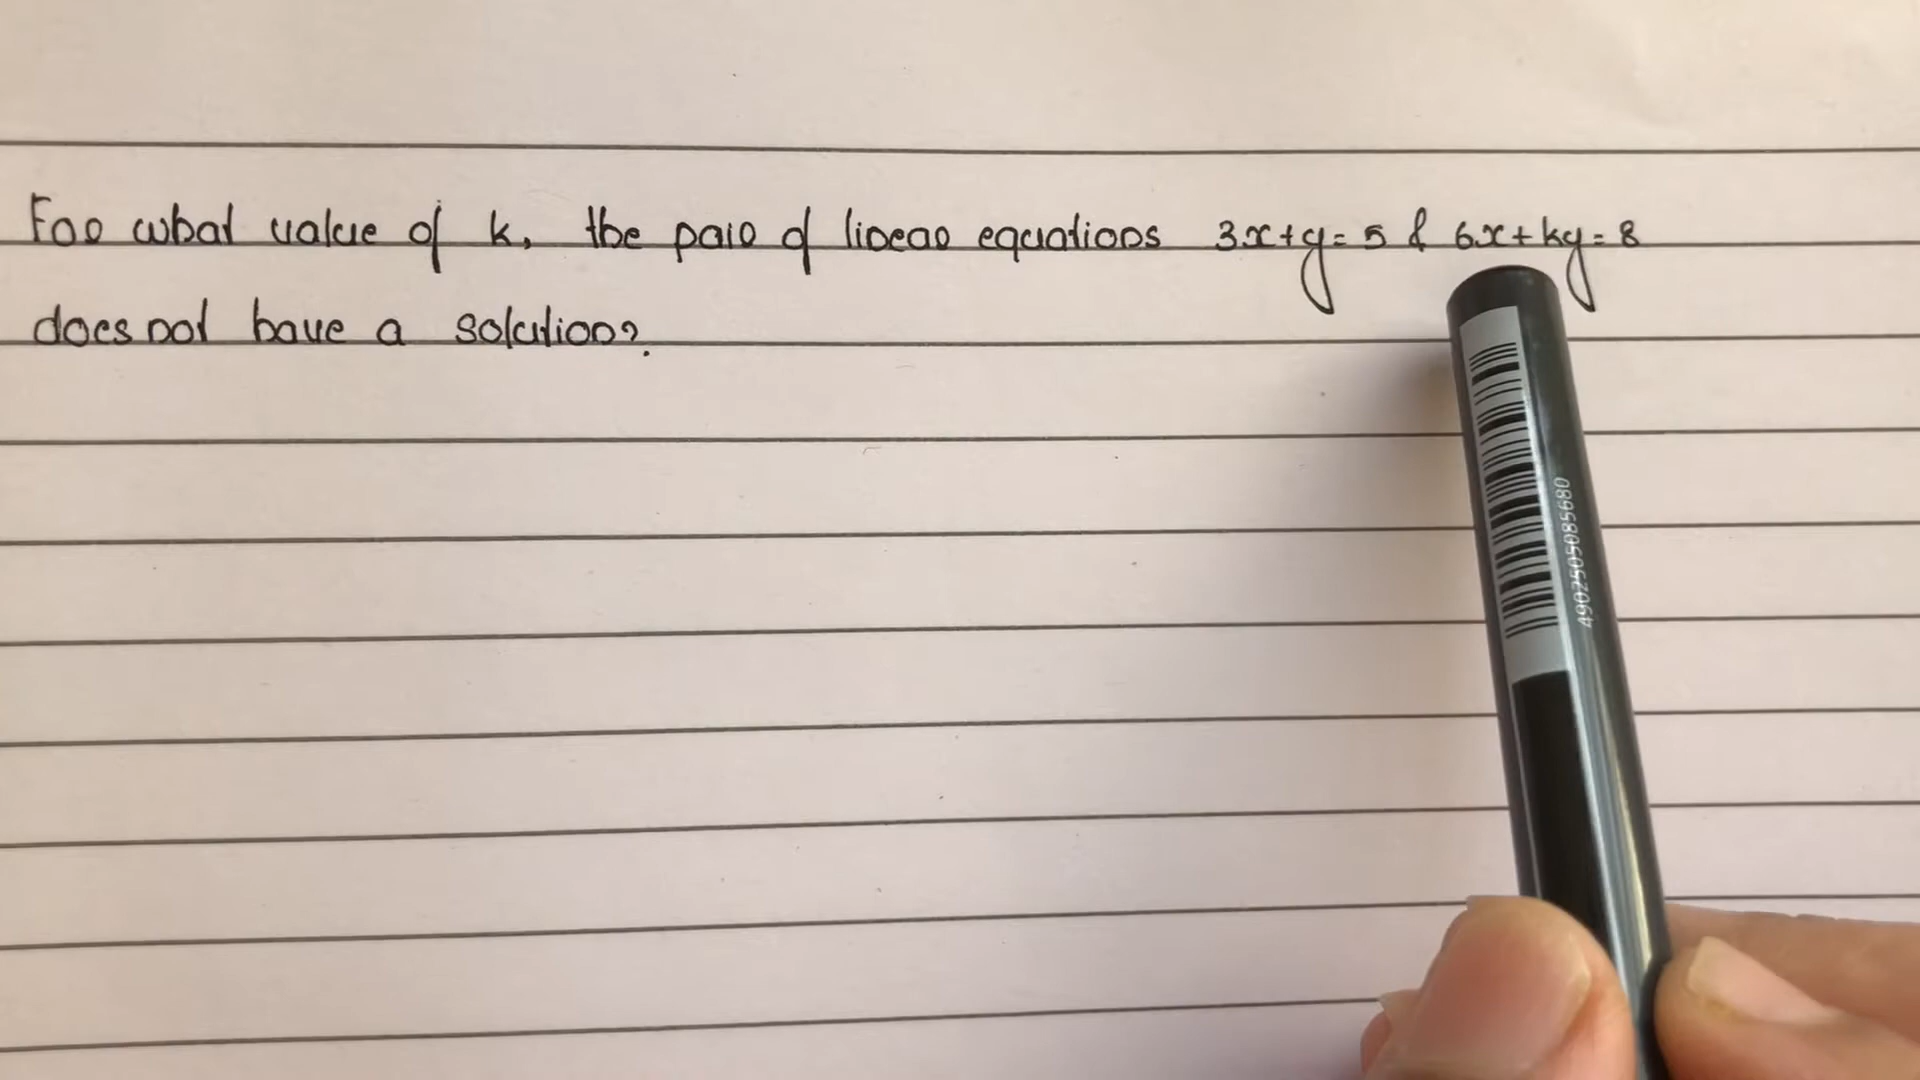 For what value of k, the pair of linear equations 3x+y=5 & 6x+ky=8
does not have a solution?
4902505085680